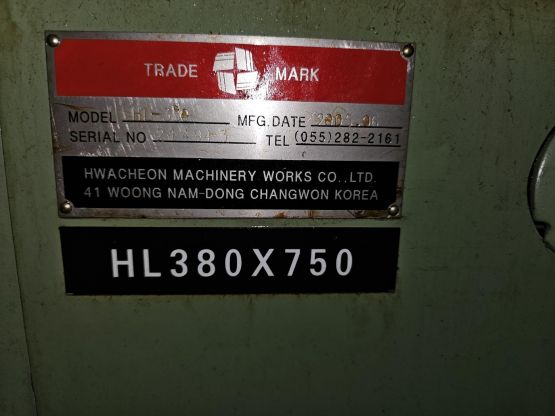 TRADE MARK
MODEL MFG.DATE
SERIAL NO TEL (055)282-2161
HWACHEON MACHINERY WORKS CO.,LTD.
41 WOONG NAM-DONG CHANGWON KOREA
HL380X750